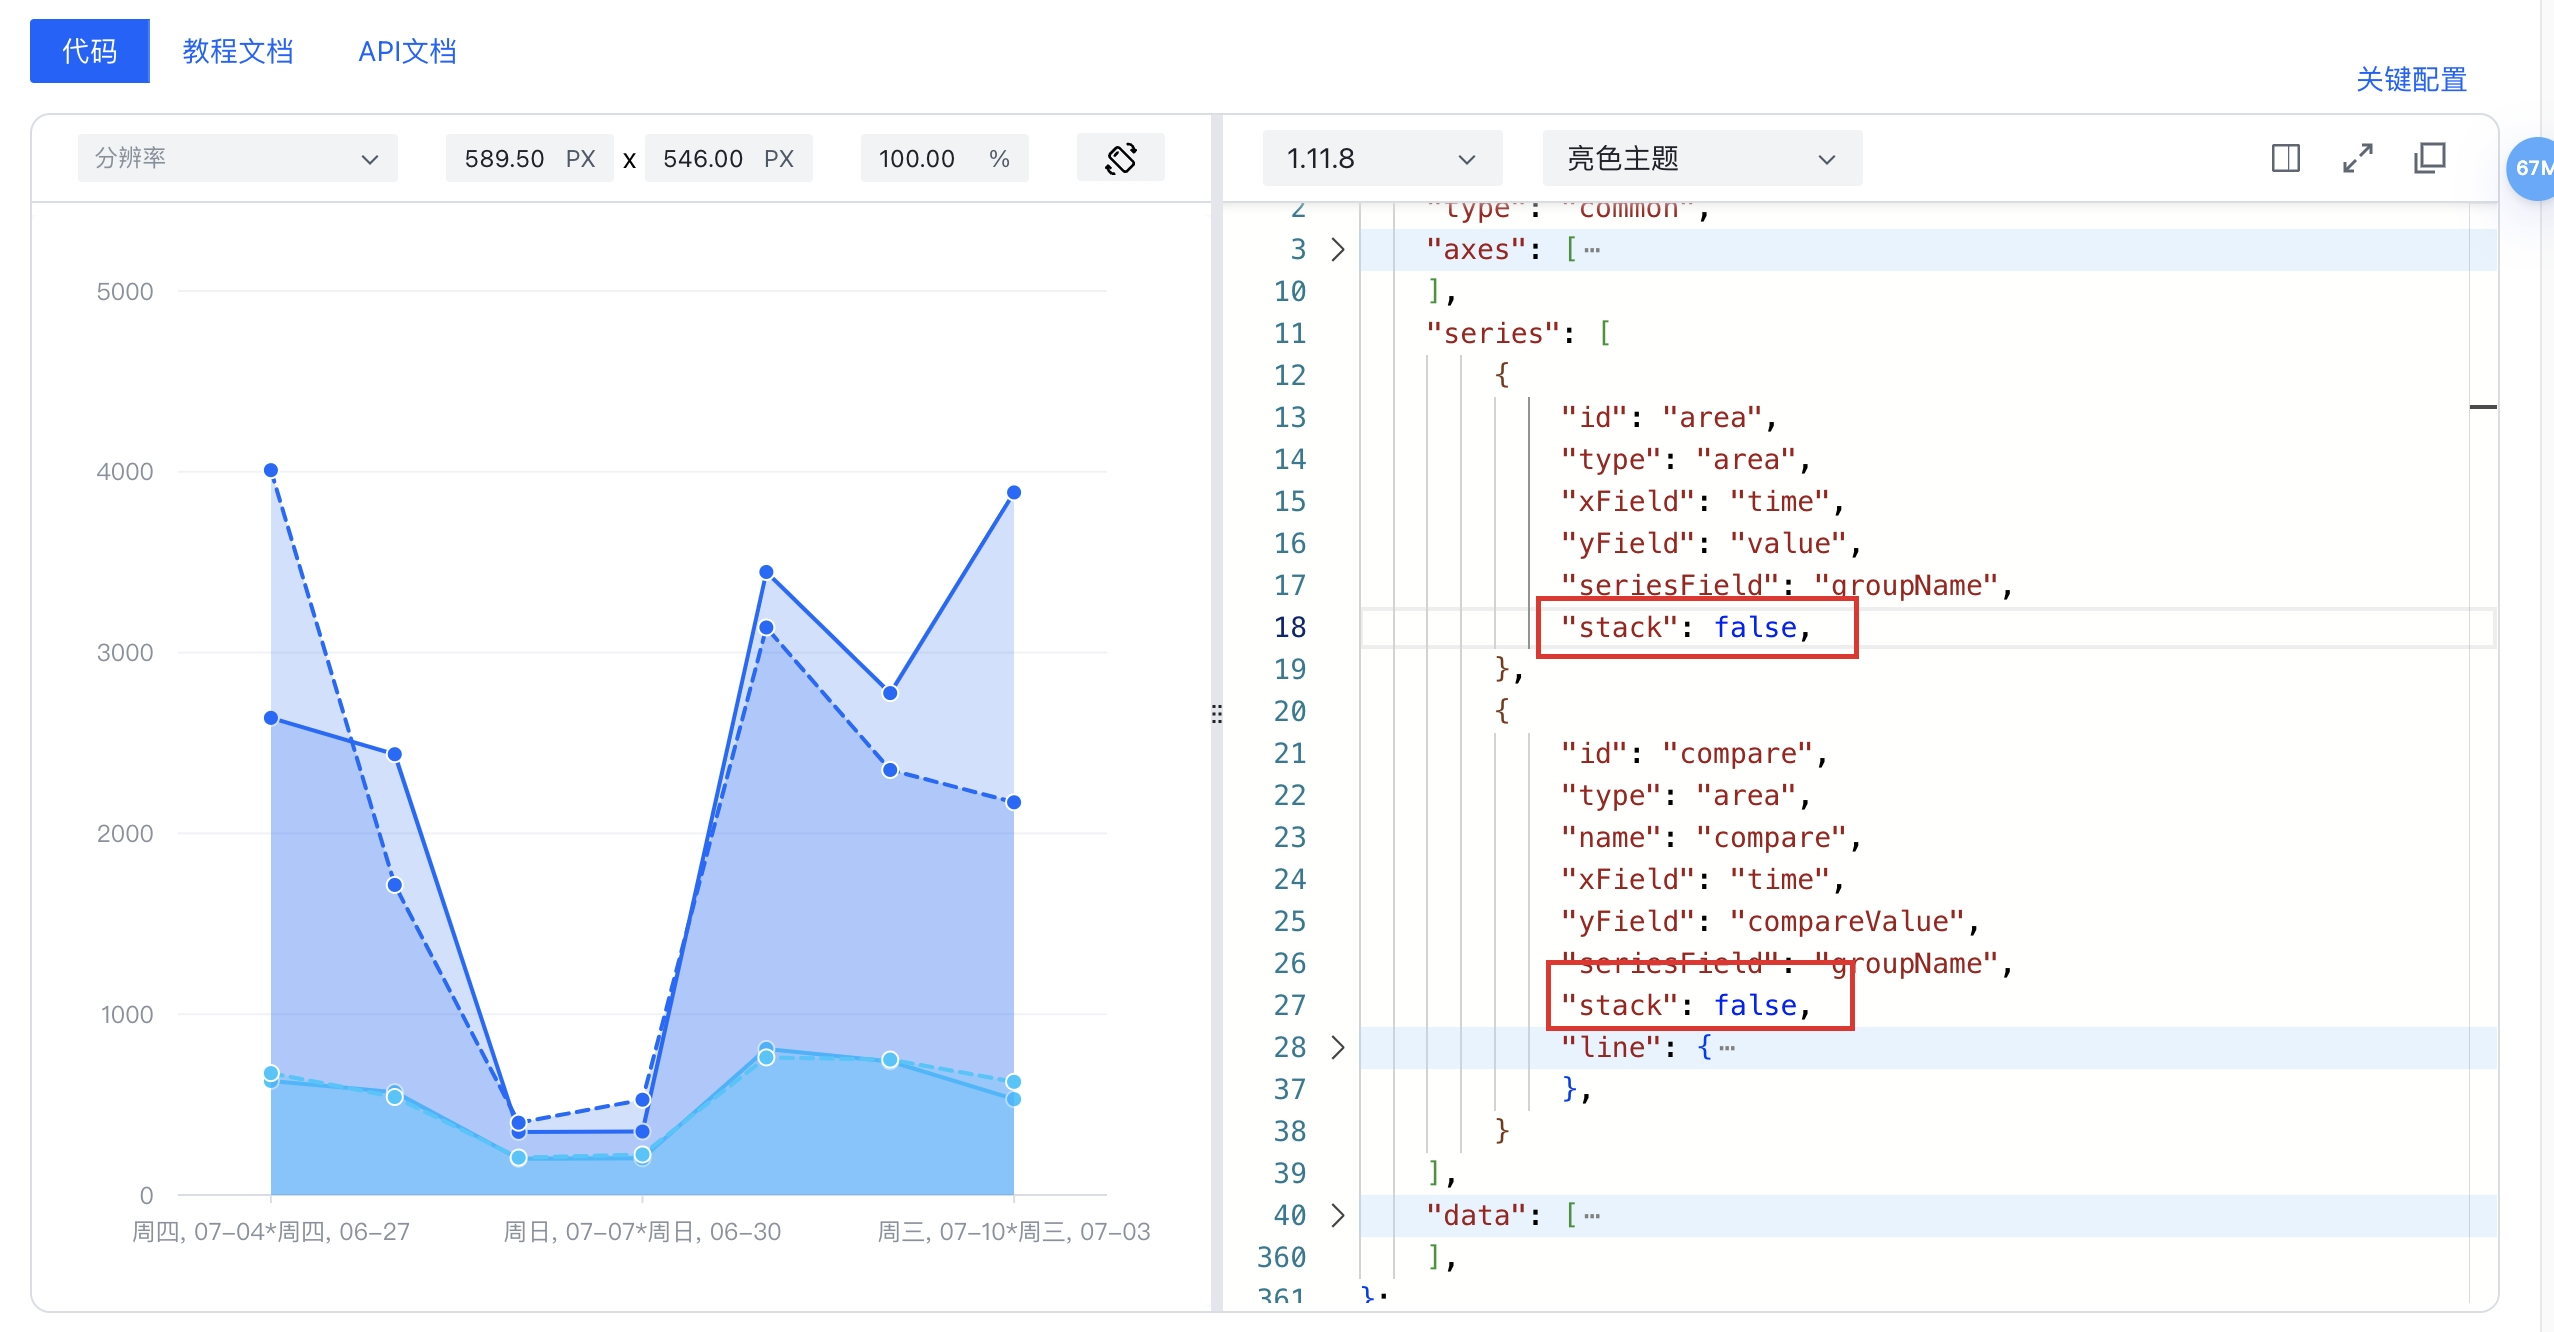 代码 教程文档 API文档
关键配置
分辨率 589.50 PX x 546.00 PX 100.00 %
5000
4000
3000
2000
1000
0
周四, 07-04*周四, 06-27 周日, 07-07*周日, 06-30 周三, 07-10*周三, 07-03
1.11.8 亮色主题
67M
2 "type": "common",
3 "axes": [⋯
10 ],
11 "series": [
12 {
13 "id": "area",
14 "type": "area",
15 "xField": "time",
16 "yField": "value",
17 "seriesField": "groupName",
18 "stack": false,
19 },
20 {
21 "id": "compare",
22 "type": "area",
23 "name": "compare",
24 "xField": "time",
25 "yField": "compareValue",
26 "seriesField": "groupName",
27 "stack": false,
28 "line": {⋯
37 },
38 }
39 ],
40 "data": [⋯
360 ],
361 };